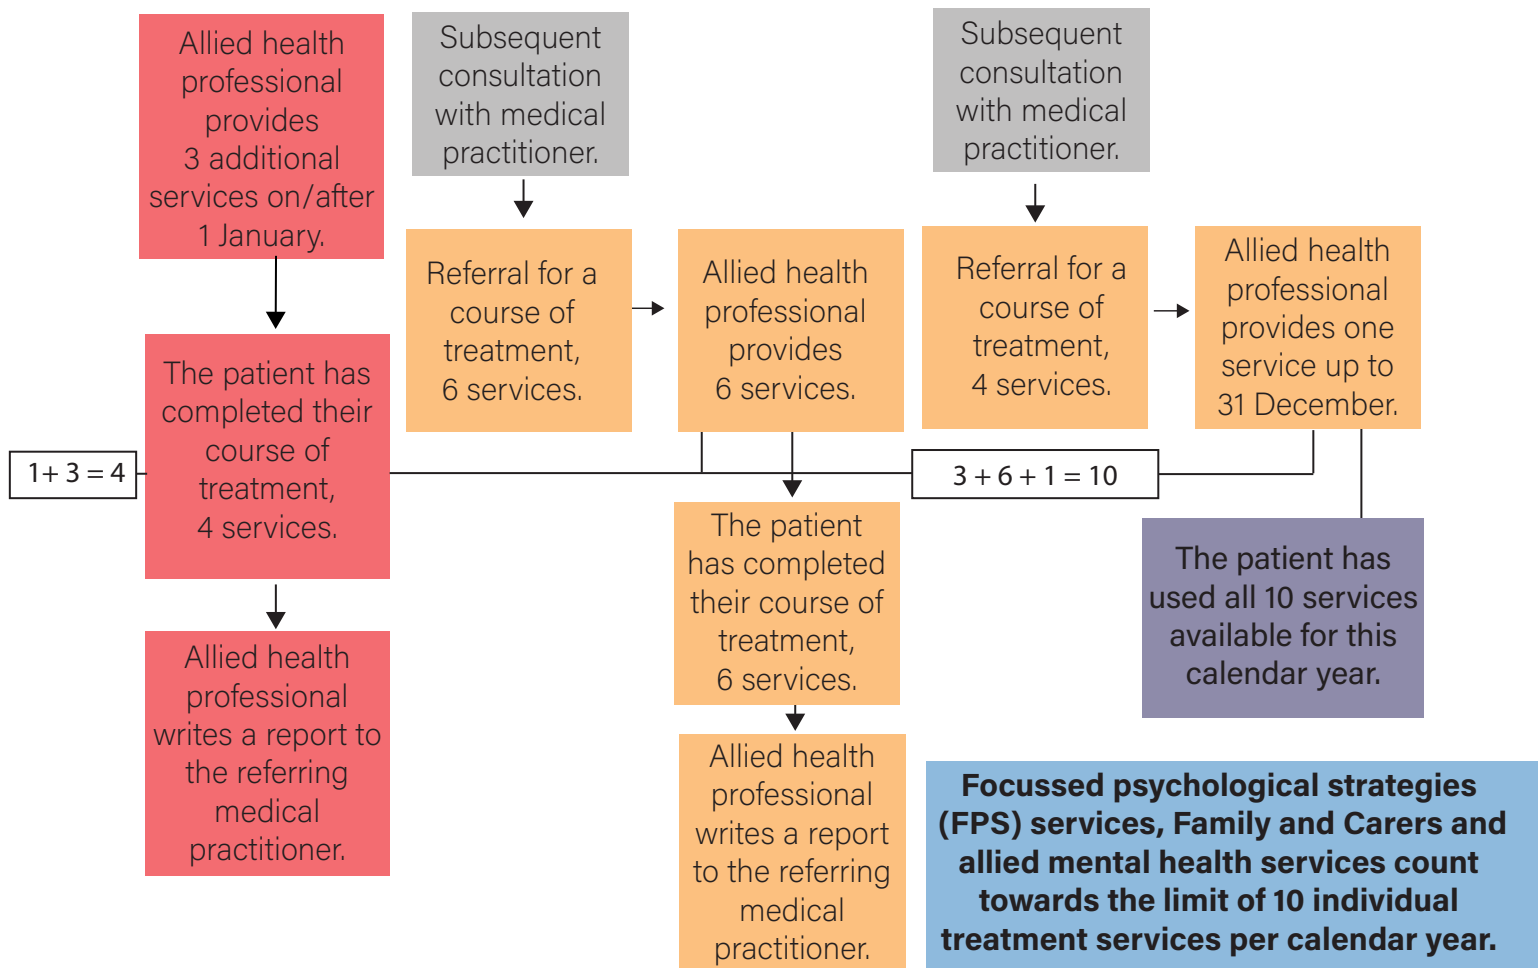 Allied health
professional
provides
3 additional
services on/after
1 January.
The patient has
completed their
course of
treatment,
4 services.
1+ 3 = 4
Allied health
professional
writes a report to
the referring
medical
practitioner.
Subsequent
consultation
with medical
practitioner.
Referral for a
course of
treatment,
6 services.
Allied health
professional
provides
6 services.
The patient
has completed
their course of
treatment,
6 services.
Allied health
professional
writes a report
to the referring
medical
practitioner.
Subsequent
consultation
with medical
practitioner.
Referral for a
course of
treatment,
4 services.
Allied health
professional
provides one
service up to
31 December.
3 + 6 + 1 = 10
The patient has
used all 10 services
available for this
calendar year.
Focussed psychological strategies
(FPS) services, Family and Carers and
allied mental health services count
towards the limit of 10 individual
treatment services per calendar year.